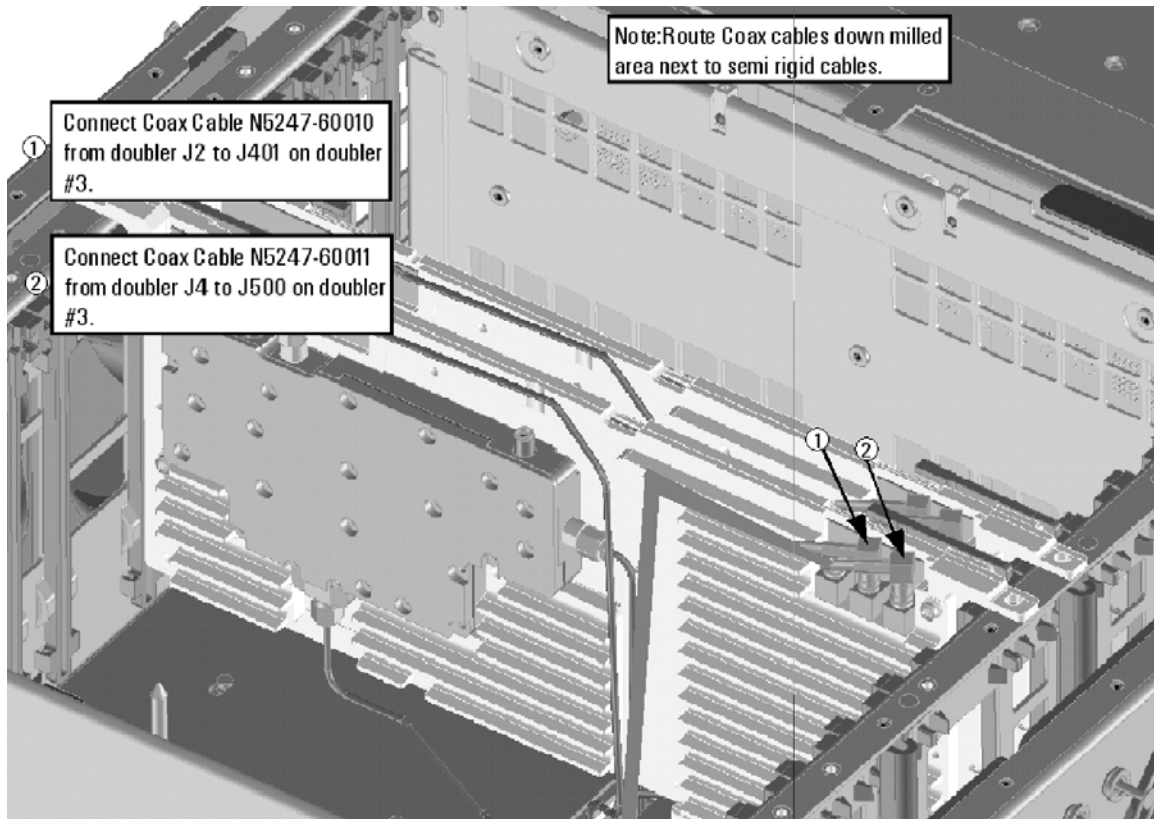 Note:Route Coax cables down milled
area next to semi rigid cables.
1
Connect Coax Cable N5247-60010
from doubler J2 to J401 on doubler
#3.
2
Connect Coax Cable N5247-60011
from doubler J4 to J500 on doubler
#3.
1
2